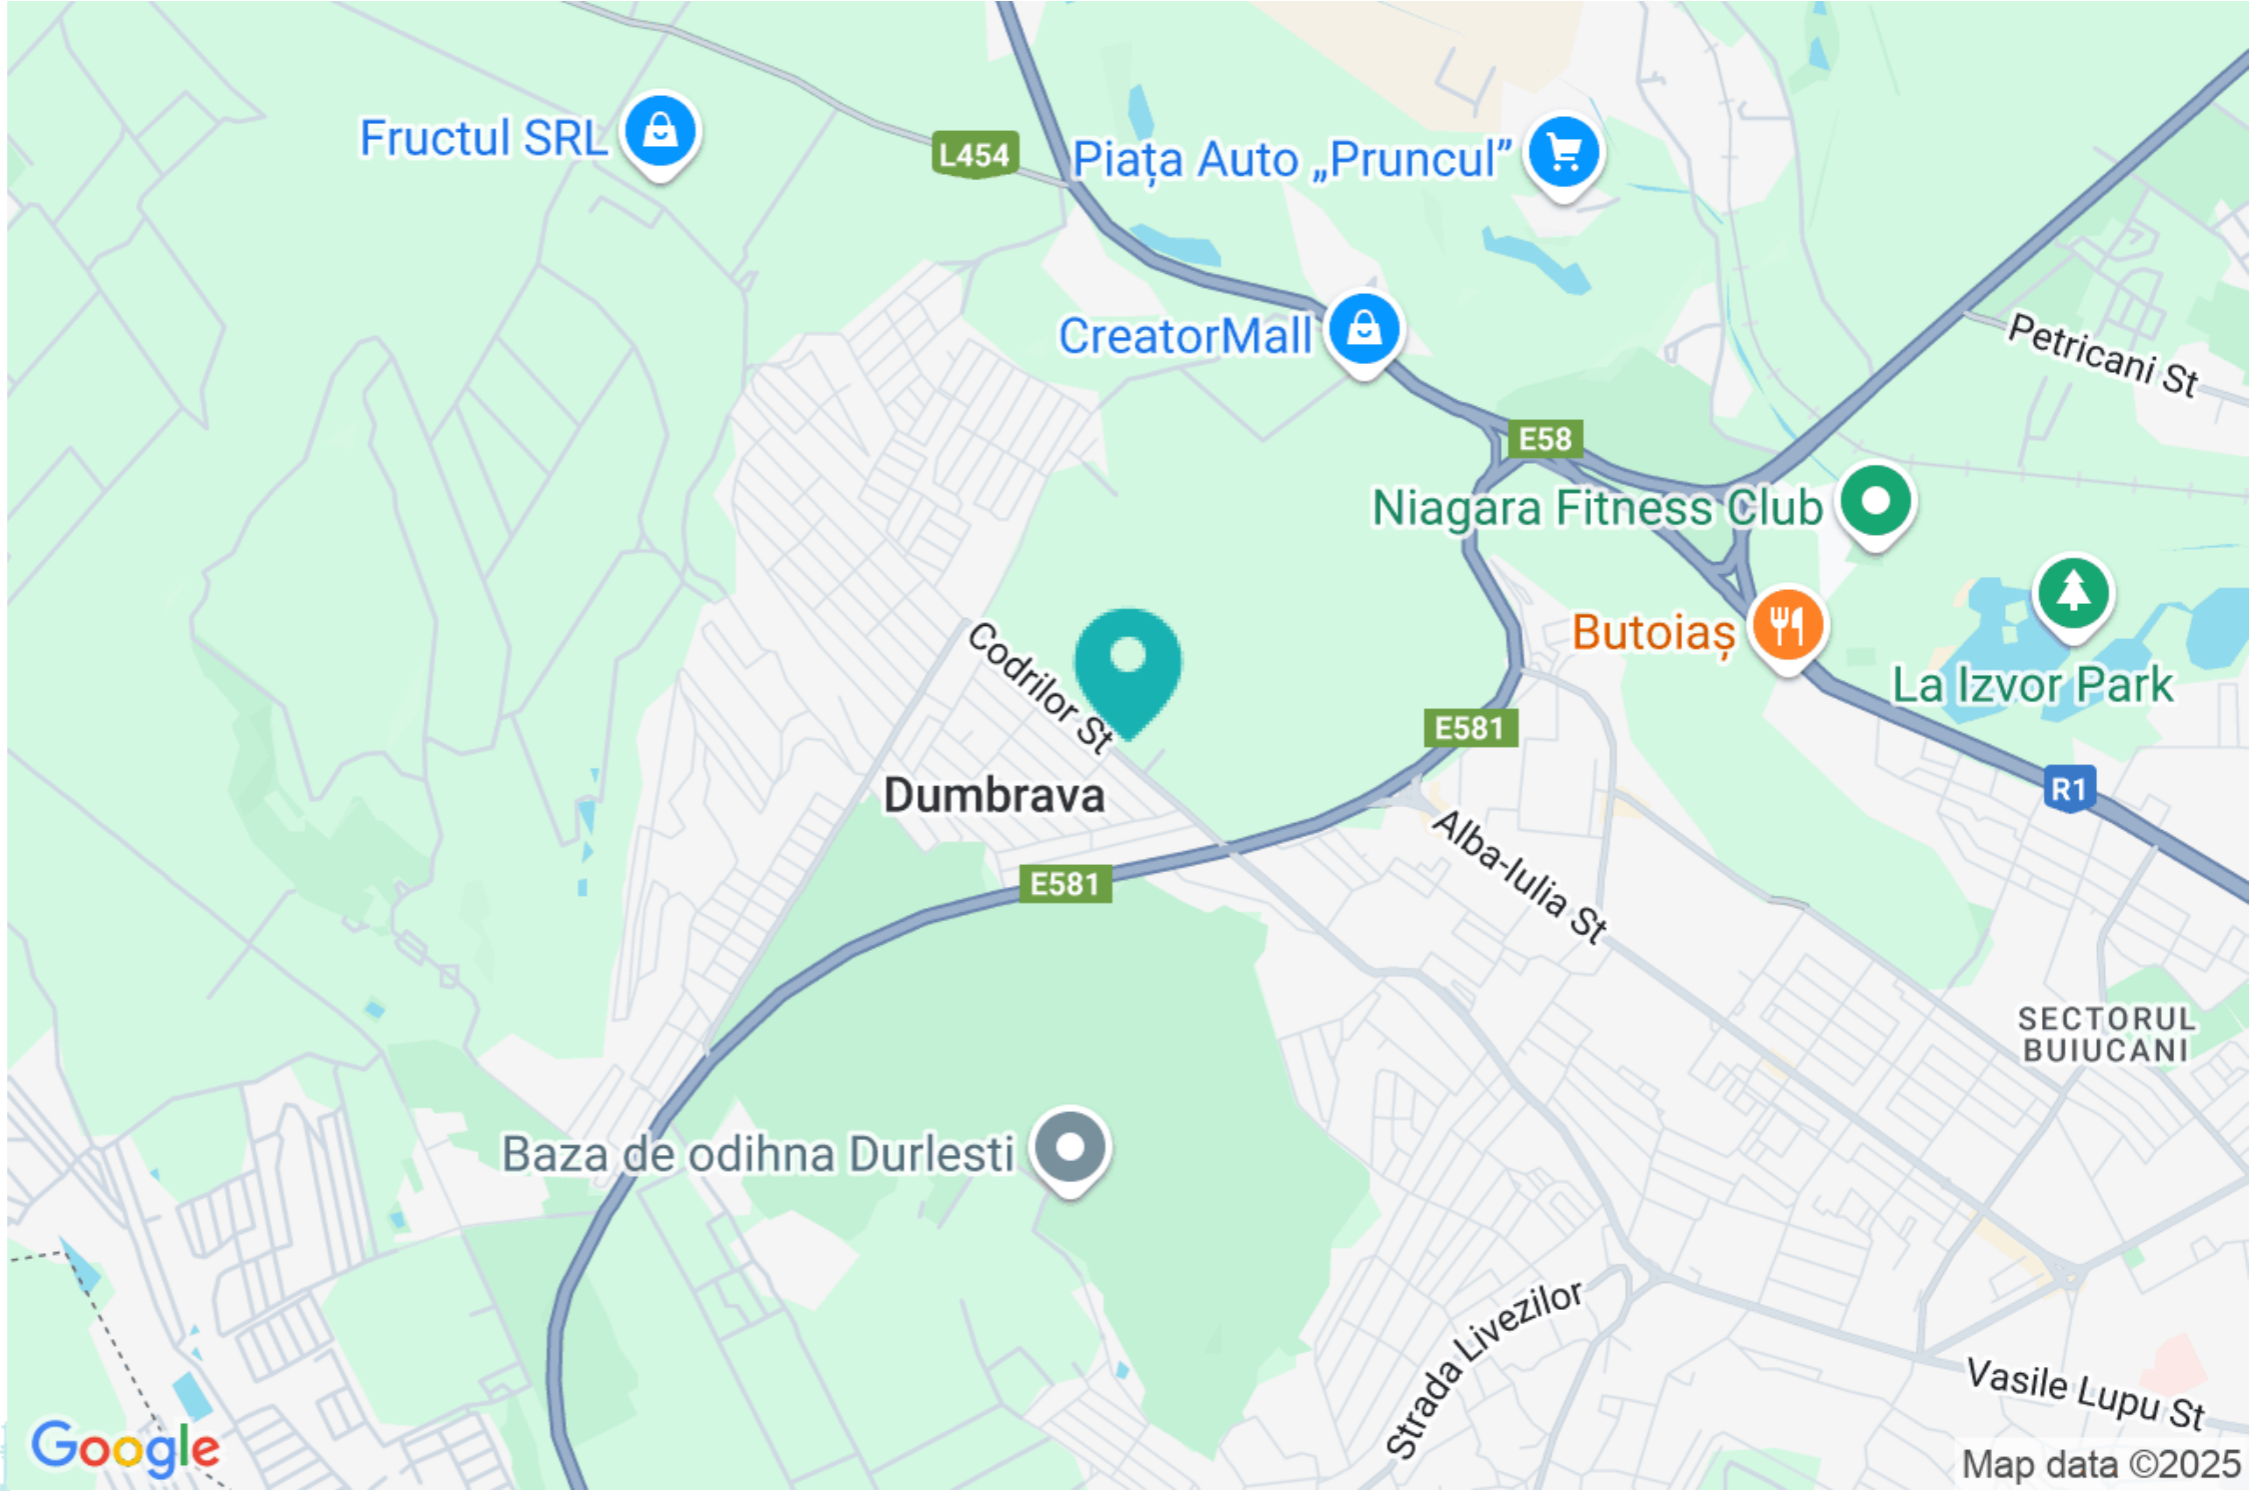 Fructul SRL
L454
Piața Auto „Pruncul”
CreatorMall
Petricani St
E58
Niagara Fitness Club
Butoiaș
La Izvor Park
Codrilor St
E581
Dumbrava
R1
Alba-Iulia St
E581
SECTORUL
BUIUCANI
Baza de odihna Durlesti
Strada Livezilor
Vasile Lupu St
Google
Map data ©2025